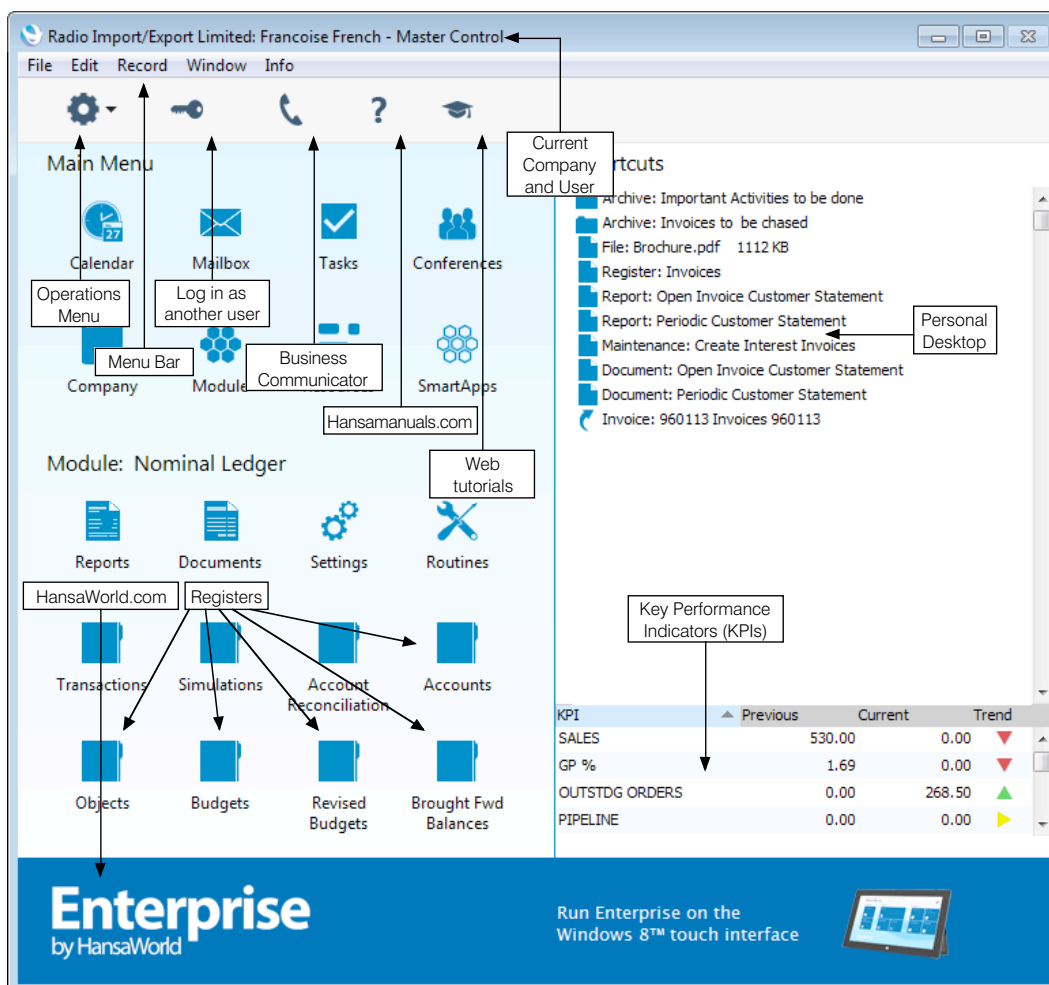 Radio Import/Export Limited: Francoise French - Master Control
File Edit Record Window Info
Current
Company
and User
Main Menu
rtcuts
Archive: Important Activities to be done
Archive: Invoices to be chased
File: Brochure.pdf 1112 KB
Register: Invoices
Report: Open Invoice Customer Statement
Report: Periodic Customer Statement
Maintenance: Create Interest Invoices
Document: Open Invoice Customer Statement
Document: Periodic Customer Statement
Invoice: 960113 Invoices 960113
Personal
Desktop
27
Calendar Mailbox Tasks Conferences
Operations
Menu
Log in as
another user
Menu Bar
Business
Communicator
Company Module SmartApps
Hansamanuals.com
Web
tutorials
Module: Nominal Ledger
Reports Documents Settings Routines
HansaWorld.com Registers
Transactions Simulations Account
Reconciliation Accounts
Objects Budgets Revised
Budgets Brought Fwd
Balances
Key Performance
Indicators (KPIs)
KPI Previous Current Trend
SALES 530.00 0.00
GP % 1.69 0.00
OUTSTDG ORDERS 0.00 268.50
PIPELINE 0.00 0.00
Enterprise
by HansaWorld
Run Enterprise on the
Windows 8™ touch interface